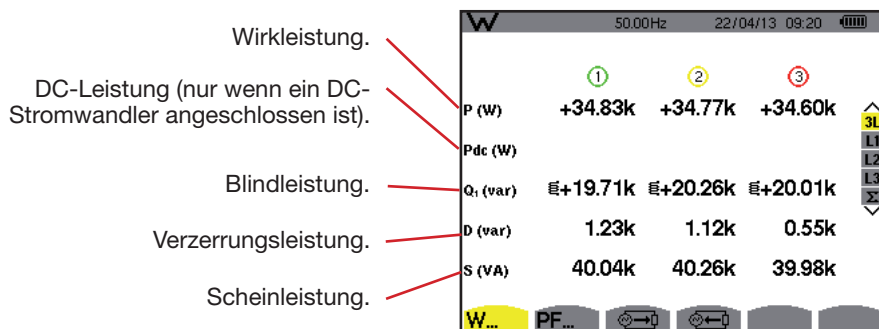 W 50.00Hz 22/04/13 09:20
Wirkleistung.
1 2 3
DC-Leistung (nur wenn ein DC-
Stromwandler angeschlossen ist).
P (W) +34.83k +34.77k +34.60k
3L
L1
L2
L3
Σ
Pdc (W)
Blindleistung.
Q₁ (var) +19.71k +20.26k +20.01k
Verzerrungsleistung.
D (var) 1.23k 1.12k 0.55k
Scheinleistung.
S (VA) 40.04k 40.26k 39.98k
W... PF...